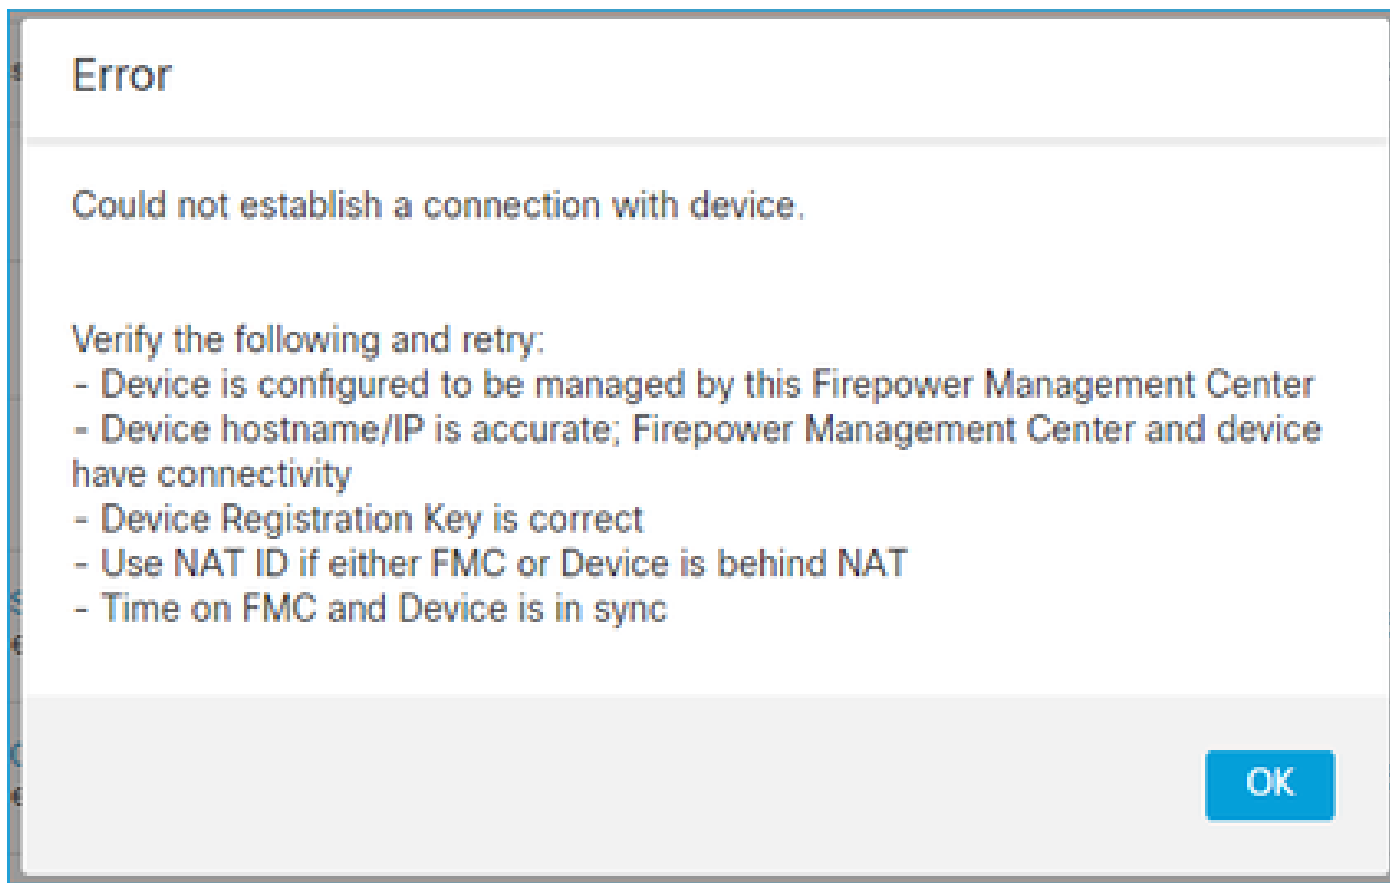 Error
Could not establish a connection with device.
Verify the following and retry:
- Device is configured to be managed by this Firepower Management Center
- Device hostname/IP is accurate; Firepower Management Center and device
have connectivity
- Device Registration Key is correct
- Use NAT ID if either FMC or Device is behind NAT
- Time on FMC and Device is in sync
OK